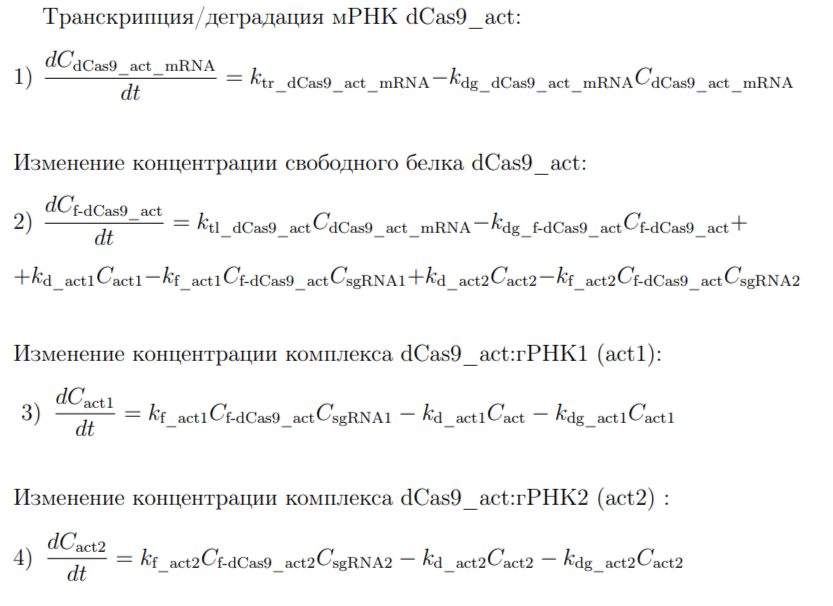 Транскрипция/деградация мРНК dCas9_act:
1) \frac{dC_{\text{dCas9\_act\_mRNA}}}{dt} = k_{\text{tr\_dCas9\_act\_mRNA}} - k_{\text{dg\_dCas9\_act\_mRNA}} C_{\text{dCas9\_act\_mRNA}}
Изменение концентрации свободного белка dCas9_act:
2) \frac{dC_{\text{f-dCas9\_act}}}{dt} = k_{\text{tl\_dCas9\_act}} C_{\text{dCas9\_act\_mRNA}} - k_{\text{dg\_f-dCas9\_act}} C_{\text{f-dCas9\_act}} +
+ k_{\text{d\_act1}} C_{\text{act1}} - k_{\text{f\_act1}} C_{\text{f-dCas9\_act}} C_{\text{sgRNA1}} + k_{\text{d\_act2}} C_{\text{act2}} - k_{\text{f\_act2}} C_{\text{f-dCas9\_act}} C_{\text{sgRNA2}}
Изменение концентрации комплекса dCas9_act:гРНК1 (act1):
3) \frac{dC_{\text{act1}}}{dt} = k_{\text{f\_act1}} C_{\text{f-dCas9\_act}} C_{\text{sgRNA1}} - k_{\text{d\_act1}} C_{\text{act}} - k_{\text{dg\_act1}} C_{\text{act1}}
Изменение концентрации комплекса dCas9_act:гРНК2 (act2) :
4) \frac{dC_{\text{act2}}}{dt} = k_{\text{f\_act2}} C_{\text{f-dCas9\_act2}} C_{\text{sgRNA2}} - k_{\text{d\_act2}} C_{\text{act2}} - k_{\text{dg\_act2}} C_{\text{act2}}